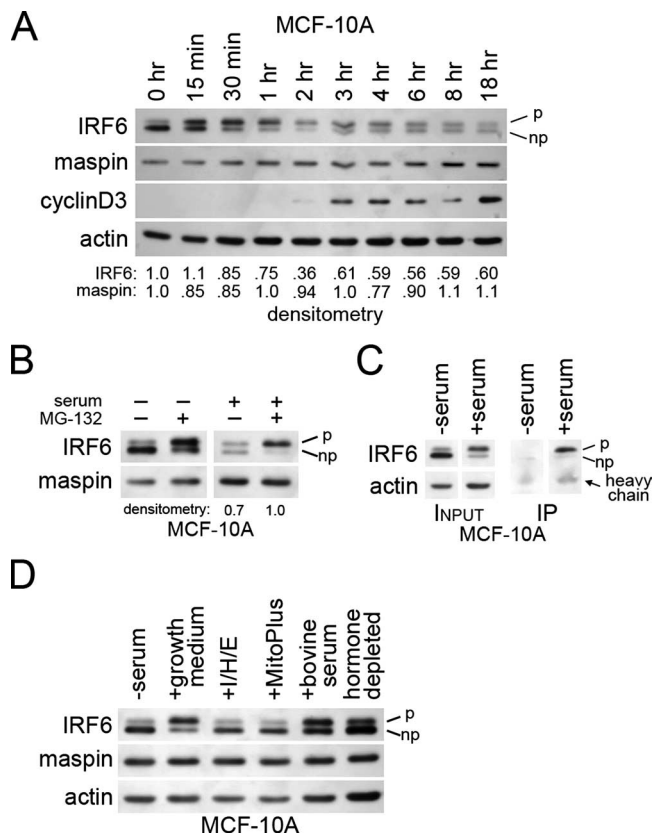 A
MCF-10A
0 hr 15 min 30 min 1 hr 2 hr 3 hr 4 hr 6 hr 8 hr 18 hr
IRF6 p
np
maspin
cyclinD3
actin
IRF6: 1.0 1.1 .85 .75 .36 .61 .59 .56 .59 .60
maspin: 1.0 .85 .85 1.0 .94 1.0 .77 .90 1.1 1.1
densitometry
B
serum – – + +
MG-132 – + – +
IRF6 p
np
maspin
densitometry: 0.7 1.0
MCF-10A
C
-serum +serum -serum +serum
IRF6 p
np
actin heavy
chain
INPUT IP
MCF-10A
D
-serum +growth medium +I/H/E +MitoPlus +bovine serum hormone depleted
IRF6 p
np
maspin
actin
MCF-10A